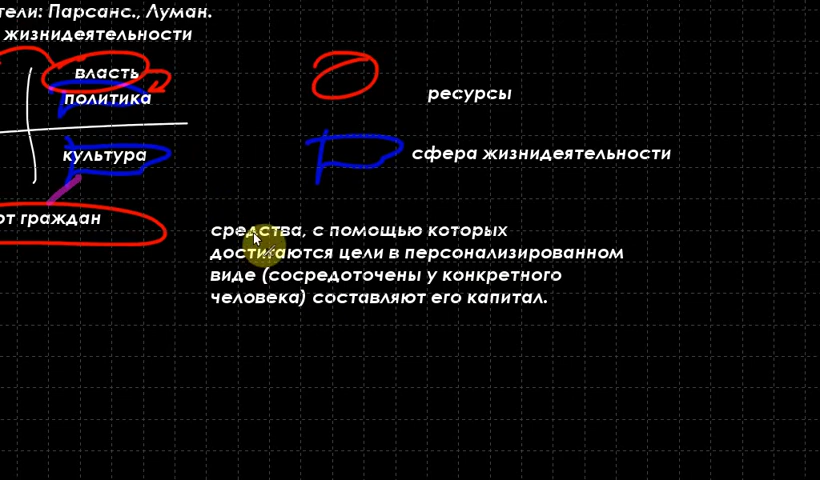 тели: Парсанс., Луман.
жизнидеятельности
власть
политика
ресурсы
культура
сфера жизнидеятельности
от граждан
средства, с помощью которых
достигаются цели в персонализированном
виде (сосредоточены у конкретного
человека) составляют его капитал.